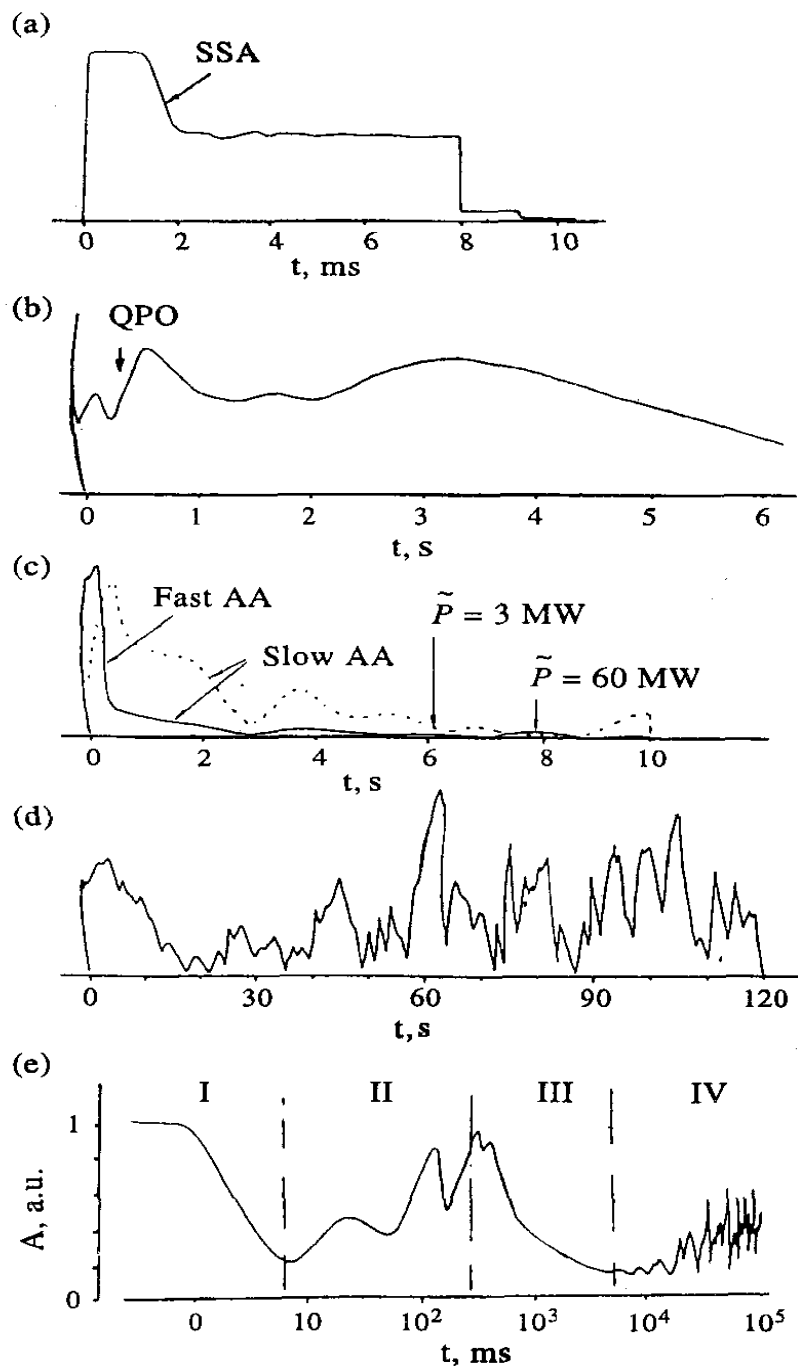 (a)
SSA
0 2 4 6 8 10
t, ms
(b)
QPO
0 1 2 3 4 5 6
t, s
(c)
Fast AA
Slow AA
P̃ = 3 MW
P̃ = 60 MW
0 2 4 6 8 10
t, s
(d)
0 30 60 90 120
t, s
(e)
I II III IV
1
A, a.u.
0
0 10 10² 10³ 10⁴ 10⁵
t, ms